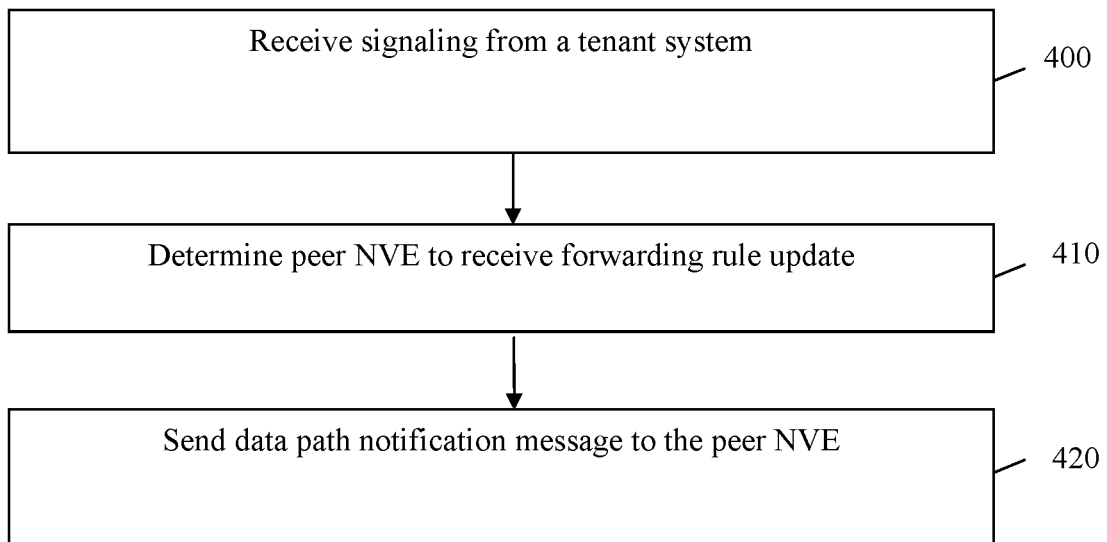 Receive signaling from a tenant system
400
Determine peer NVE to receive forwarding rule update
410
Send data path notification message to the peer NVE
420